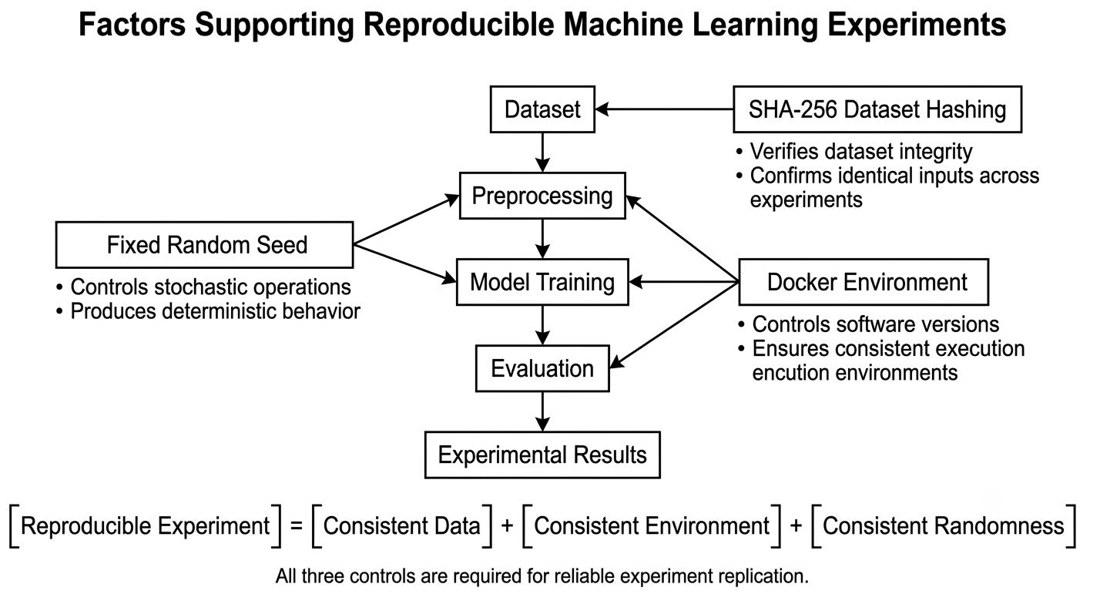 Factors Supporting Reproducible Machine Learning Experiments
Dataset
SHA-256 Dataset Hashing
• Verifies dataset integrity
• Confirms identical inputs across
experiments
Preprocessing
Fixed Random Seed
• Controls stochastic operations
• Produces deterministic behavior
Model Training
Docker Environment
• Controls software versions
• Ensures consistent execution
encution environments
Evaluation
Experimental Results
[Reproducible Experiment] = [Consistent Data] + [Consistent Environment] + [Consistent Randomness]
All three controls are required for reliable experiment replication.